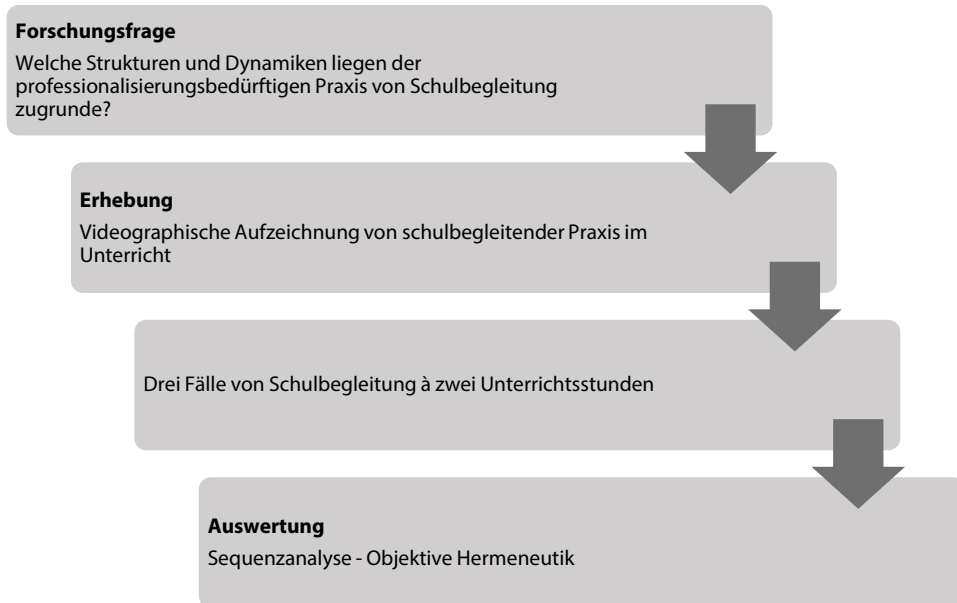 Forschungsfrage
Welche Strukturen und Dynamiken liegen der
professionalisierungsbedürftigen Praxis von Schulbegleitung
zugrunde?
Erhebung
Videographische Aufzeichnung von schulbegleitender Praxis im
Unterricht
Drei Fälle von Schulbegleitung à zwei Unterrichtsstunden
Auswertung
Sequenzanalyse - Objektive Hermeneutik